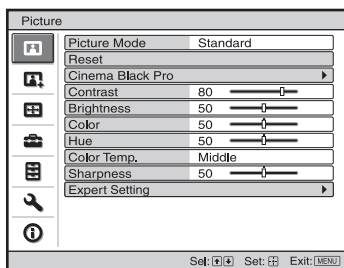 Picture
Picture Mode Standard
Reset
Cinema Black Pro
Contrast 80
Brightness 50
Color 50
Hue 50
Color Temp. Middle
Sharpness 50
Expert Setting
Sel: Set: Exit: MENU